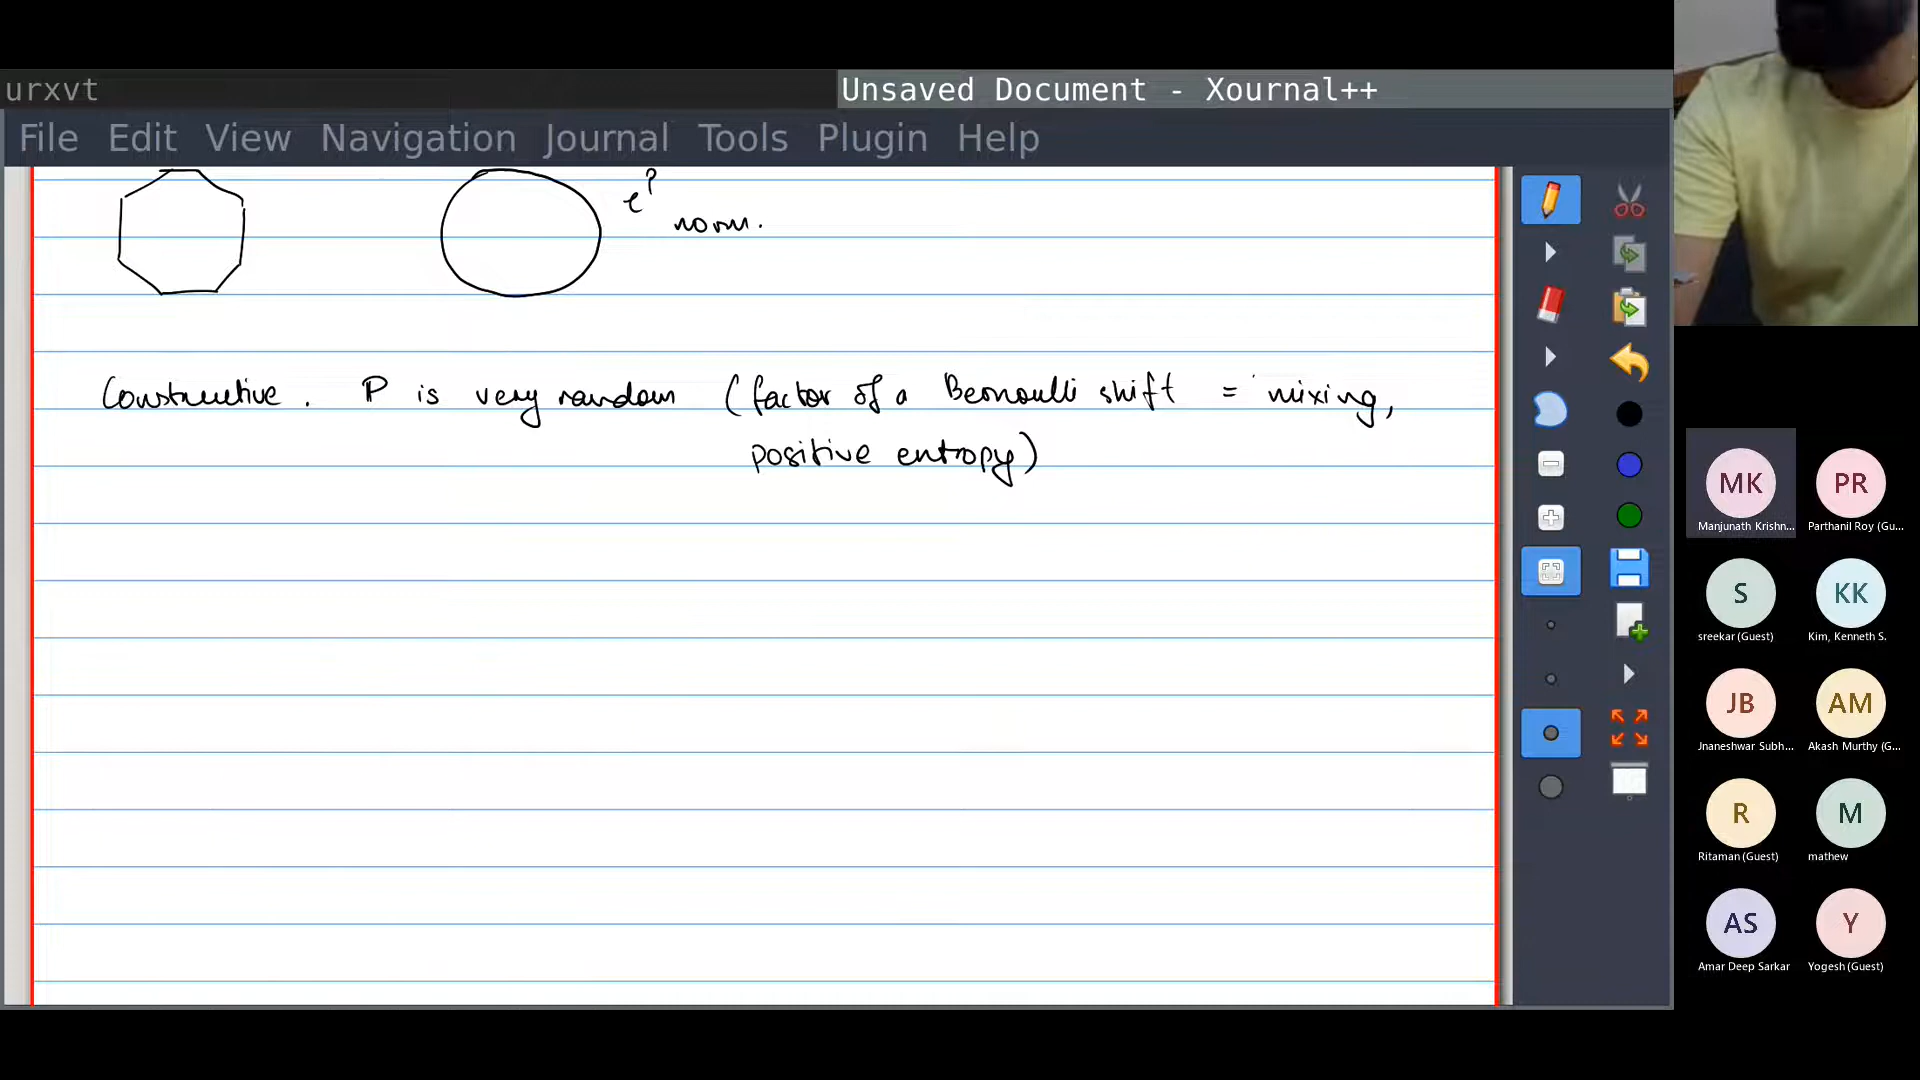 urxvt
Unsaved Document - Xournal++
File Edit View Navigation Journal Tools Plugin Help
norm.
Constructive. P is very random (factor of a Bernoulli shift = mixing,
positive entropy)
MK
PR
Manjunath Krishn...
Parthanil Roy (Gu...
S
KK
sreekar (Guest)
Kim, Kenneth S.
JB
AM
Jnaneshwar Subh...
Akash Murthy (G...
R
M
Ritaman (Guest)
mathew
AS
Y
Amar Deep Sarkar
Yogesh (Guest)